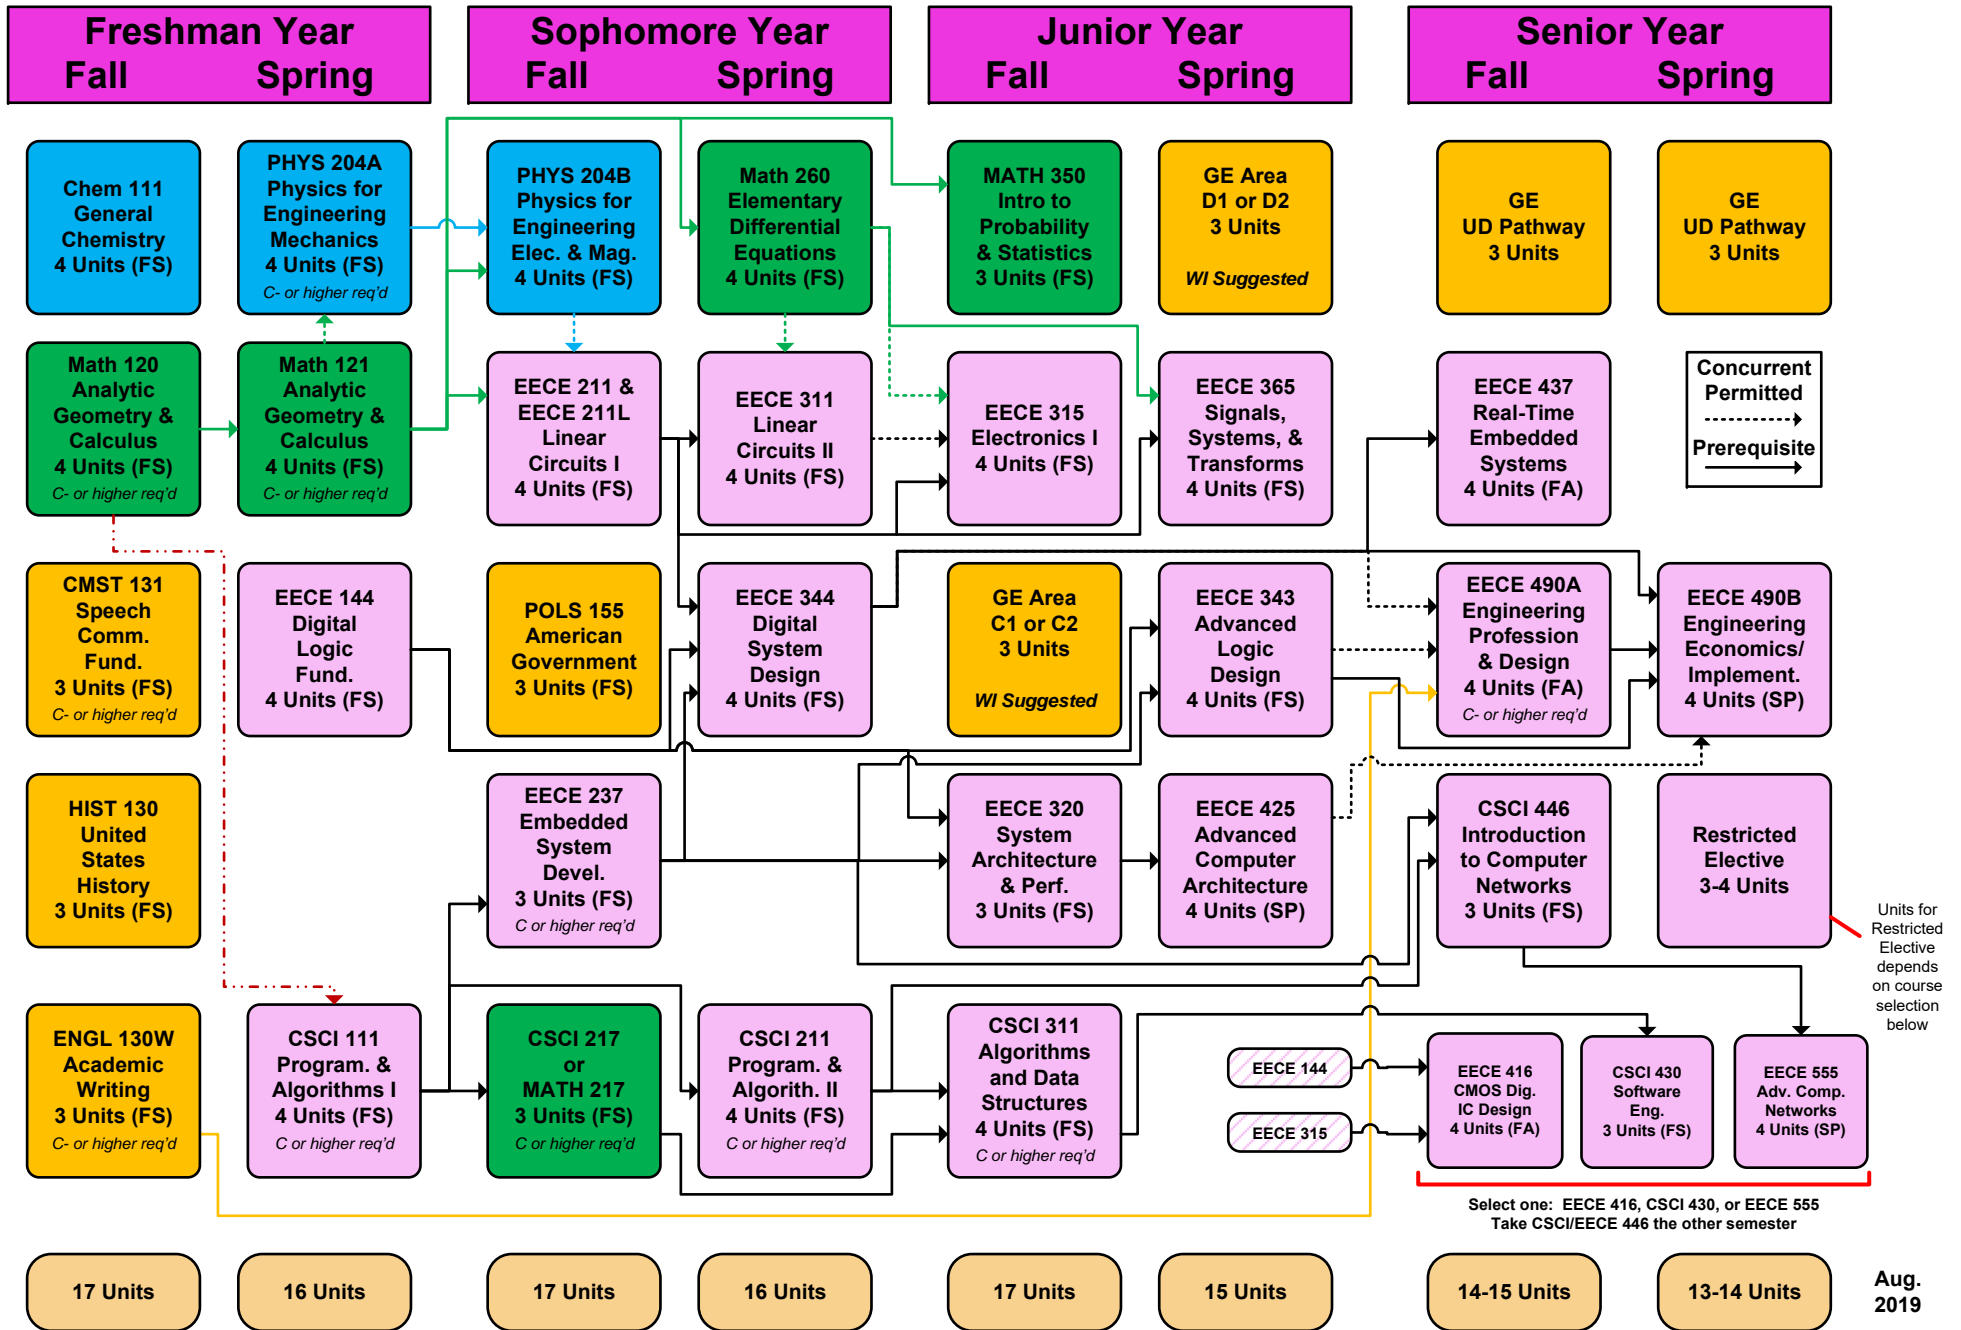 Freshman Year
Fall Spring
Sophomore Year
Fall Spring
Junior Year
Fall Spring
Senior Year
Fall Spring
Chem 111
General
Chemistry
4 Units (FS)
PHYS 204A
Physics for
Engineering
Mechanics
4 Units (FS)
C- or higher req'd
PHYS 204B
Physics for
Engineering
Elec. & Mag.
4 Units (FS)
Math 260
Elementary
Differential
Equations
4 Units (FS)
MATH 350
Intro to
Probability
& Statistics
3 Units (FS)
GE Area
D1 or D2
3 Units
WI Suggested
GE
UD Pathway
3 Units
GE
UD Pathway
3 Units
Math 120
Analytic
Geometry &
Calculus
4 Units (FS)
C- or higher req'd
Math 121
Analytic
Geometry &
Calculus
4 Units (FS)
C- or higher req'd
EECE 211 &
EECE 211L
Linear
Circuits I
4 Units (FS)
EECE 311
Linear
Circuits II
4 Units (FS)
EECE 315
Electronics I
4 Units (FS)
EECE 365
Signals,
Systems, &
Transforms
4 Units (FS)
EECE 437
Real-Time
Embedded
Systems
4 Units (FA)
Concurrent
Permitted
Prerequisite
CMST 131
Speech
Comm.
Fund.
3 Units (FS)
C- or higher req'd
EECE 144
Digital
Logic
Fund.
4 Units (FS)
POLS 155
American
Government
3 Units (FS)
EECE 344
Digital
System
Design
4 Units (FS)
GE Area
C1 or C2
3 Units
WI Suggested
EECE 343
Advanced
Logic
Design
4 Units (FS)
EECE 490A
Engineering
Profession
& Design
4 Units (FA)
C- or higher req'd
EECE 490B
Engineering
Economics/
Implement.
4 Units (SP)
HIST 130
United
States
History
3 Units (FS)
EECE 237
Embedded
System
Devel.
3 Units (FS)
C or higher req'd
EECE 320
System
Architecture
& Perf.
3 Units (FS)
EECE 425
Advanced
Computer
Architecture
4 Units (SP)
CSCI 446
Introduction
to Computer
Networks
3 Units (FS)
Restricted
Elective
3-4 Units
Units for
Restricted
Elective
depends
on course
selection
below
ENGL 130W
Academic
Writing
3 Units (FS)
C- or higher req'd
CSCI 111
Program. &
Algorithms I
4 Units (FS)
C or higher req'd
CSCI 217
or
MATH 217
3 Units (FS)
C or higher req'd
CSCI 211
Program. &
Algorith. II
4 Units (FS)
C or higher req'd
CSCI 311
Algorithms
and Data
Structures
4 Units (FS)
C or higher req'd
EECE 144
EECE 315
EECE 416
CMOS Dig.
IC Design
4 Units (FA)
CSCI 430
Software
Eng.
3 Units (FS)
EECE 555
Adv. Comp.
Networks
4 Units (SP)
Select one: EECE 416, CSCI 430, or EECE 555
Take CSCI/EECE 446 the other semester
17 Units
16 Units
17 Units
16 Units
17 Units
15 Units
14-15 Units
13-14 Units
Aug.
2019